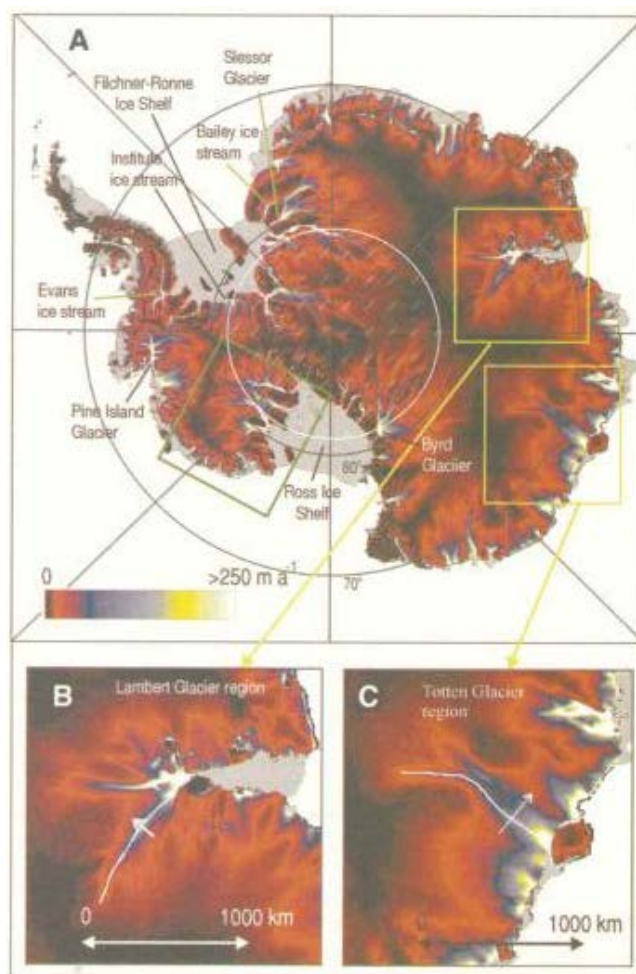 A
Slessor
Glacier
Filchner-Ronne
Ice Shelf
Bailey ice
stream
Institute
ice stream
Evans
ice stream
Pine Island
Glacier
Byrd
Glacier
80°
Ross Ice
Shelf
0
>250 m a⁻¹
70°
B
Lambert Glacier region
0
1000 km
C
Totten Glacier
region
1000 km